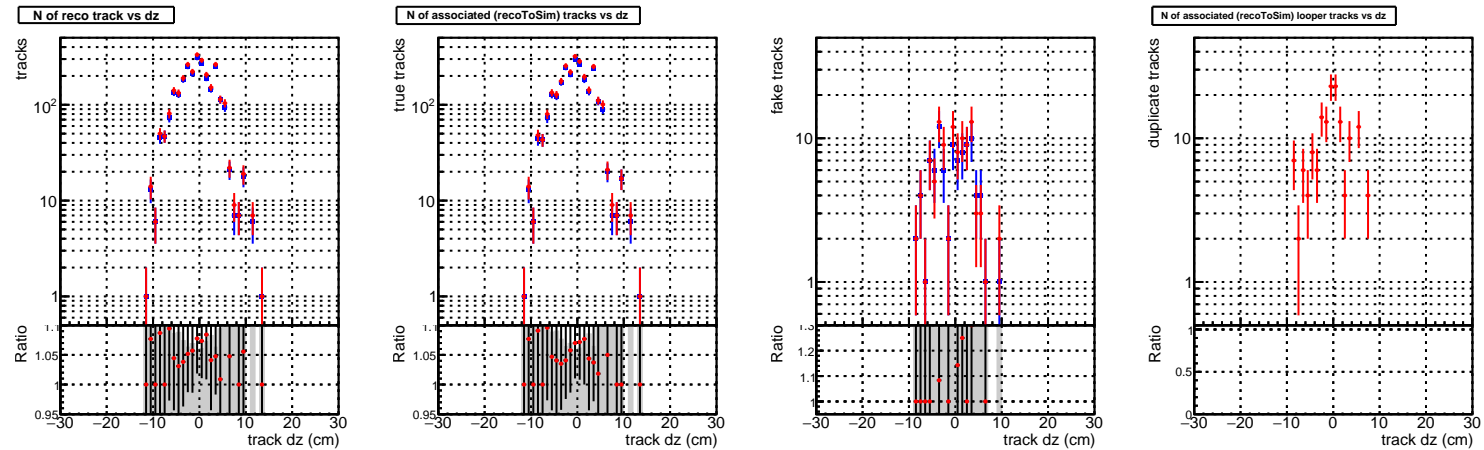 N of reco track vs dz
tracks
10²
10
1
Ratio
1.1
1.05
1
0.95
−30 −20 −10 0 10 20 30
track dz (cm)
N of associated (recoToSim) tracks vs dz
true tracks
10²
10
1
Ratio
1.1
1.05
1
0.95
−30 −20 −10 0 10 20 30
track dz (cm)
fake tracks
10
1
Ratio
1.3
1.2
1.1
1
−30 −20 −10 0 10 20 30
track dz (cm)
N of associated (recoToSim) looper tracks vs dz
duplicate tracks
10
1
Ratio
1
0.5
0
−30 −20 −10 0 10 20 30
track dz (cm)